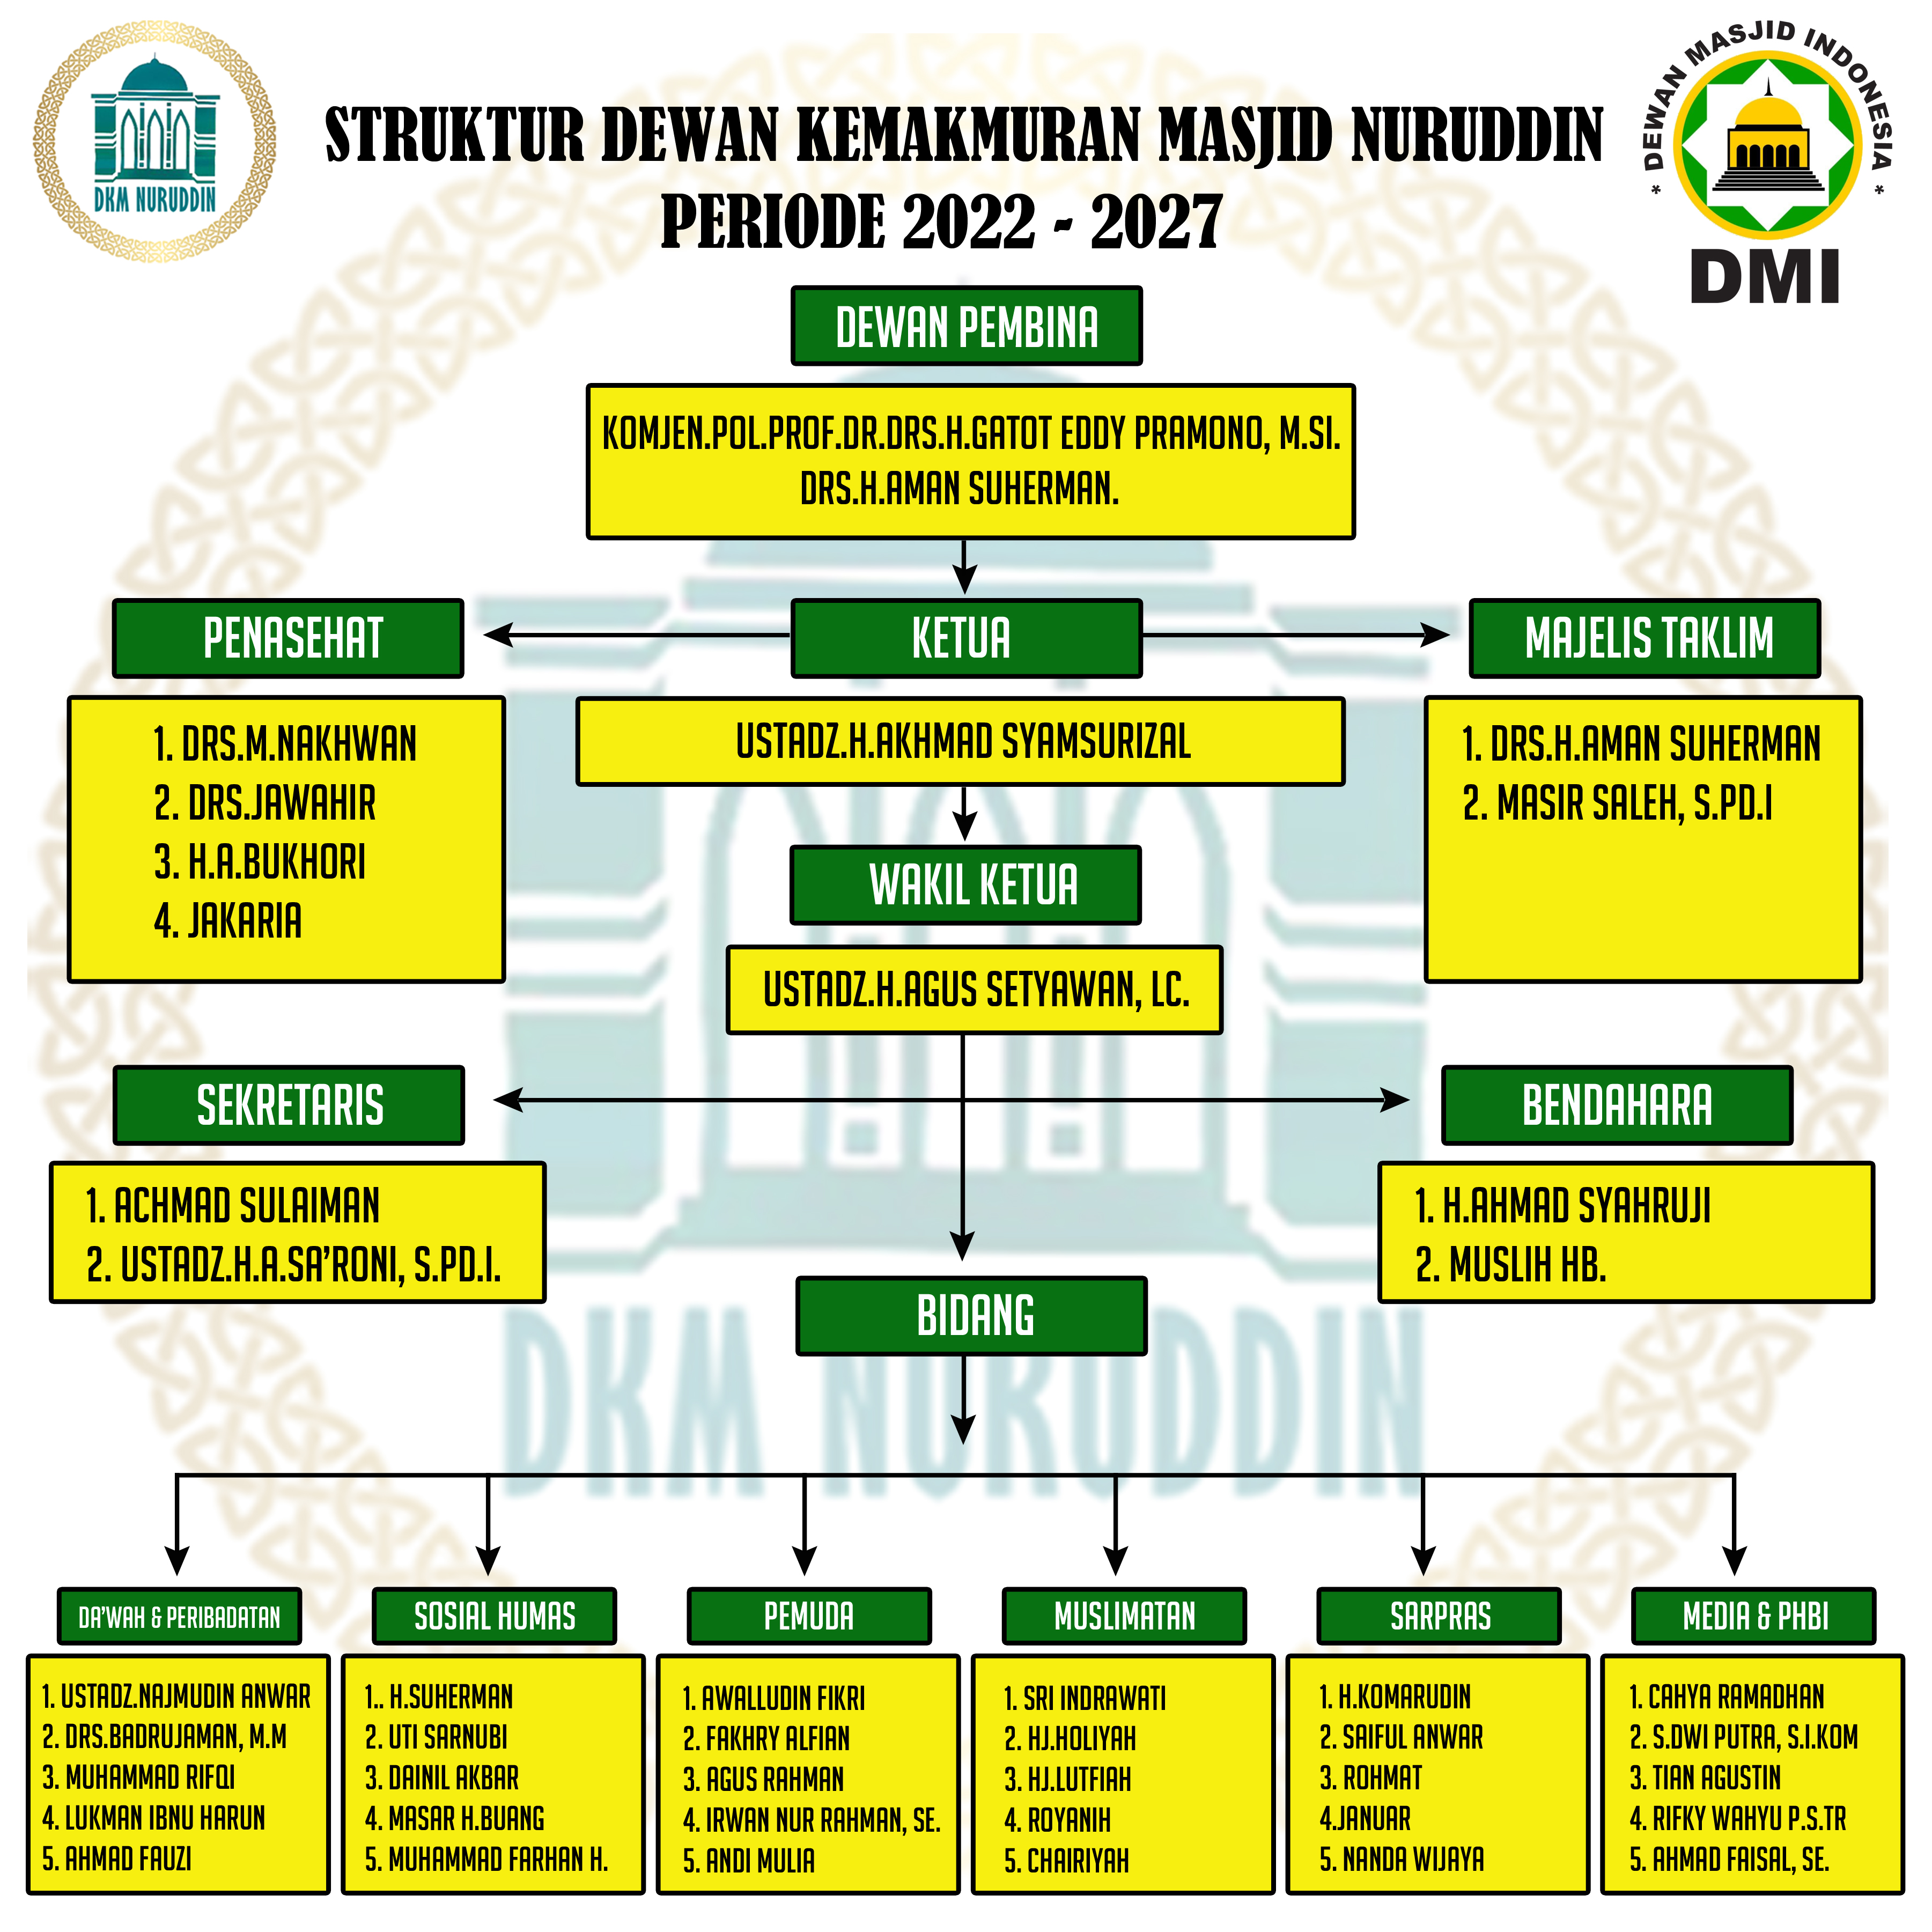 DKM NURUDDIN
* DEWAN MASJID INDONESIA *
DMI
STRUKTUR DEWAN KEMAKMURAN MASJID NURUDDIN
PERIODE 2022 - 2027
DEWAN PEMBINA
KOMJEN.POL.PROF.DR.DRS.H.GATOT EDDY PRAMONO, M.SI.
DRS.H.AMAN SUHERMAN.
PENASEHAT
1. DRS.M.NAKHWAN
2. DRS.JAWAHIR
3. H.A.BUKHORI
4. JAKARIA
KETUA
USTADZ.H.AKHMAD SYAMSURIZAL
MAJELIS TAKLIM
1. DRS.H.AMAN SUHERMAN
2. MASIR SALEH, S.PD.I
WAKIL KETUA
USTADZ.H.AGUS SETYAWAN, LC.
SEKRETARIS
1. ACHMAD SULAIMAN
2. USTADZ.H.A.SA'RONI, S.PD.I.
BENDAHARA
1. H.AHMAD SYAHRUJI
2. MUSLIH HB.
BIDANG
DKM NURUDDIN
DA'WAH & PERIBADATAN
1. USTADZ.NAJMUDIN ANWAR
2. DRS.BADRUJAMAN, M.M
3. MUHAMMAD RIFQI
4. LUKMAN IBNU HARUN
5. AHMAD FAUZI
SOSIAL HUMAS
1.. H.SUHERMAN
2. UTI SARNUBI
3. DAINIL AKBAR
4. MASAR H.BUANG
5. MUHAMMAD FARHAN H.
PEMUDA
1. AWALLUDIN FIKRI
2. FAKHRY ALFIAN
3. AGUS RAHMAN
4. IRWAN NUR RAHMAN, SE.
5. ANDI MULIA
MUSLIMATAN
1. SRI INDRAWATI
2. HJ.HOLIYAH
3. HJ.LUTFIAH
4. ROYANIH
5. CHAIRIYAH
SARPRAS
1. H.KOMARUDIN
2. SAIFUL ANWAR
3. ROHMAT
4.JANUAR
5. NANDA WIJAYA
MEDIA & PHBI
1. CAHYA RAMADHAN
2. S.DWI PUTRA, S.I.KOM
3. TIAN AGUSTIN
4. RIFKY WAHYU P.S.TR
5. AHMAD FAISAL, SE.